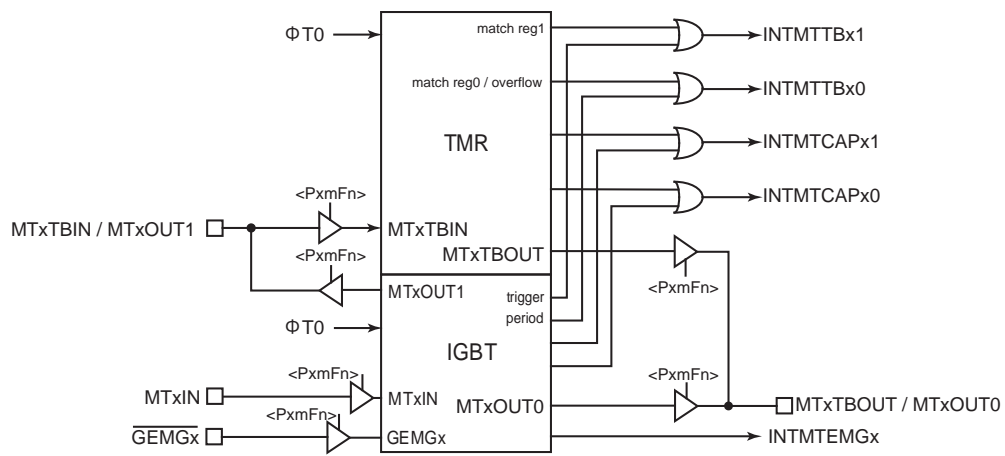 ΦT0
match reg1
INTMTTBx1
match reg0 / overflow
INTMTTBx0
TMR
INTMTCAPx1
<PxmFn>
INTMTCAPx0
MTxTBIN / MTxOUT1
MTxTBIN
MTxTBOUT
<PxmFn>
<PxmFn>
MTxOUT1
trigger
ΦT0
period
IGBT
<PxmFn>
<PxmFn>
MTxIN
MTxIN
MTxOUT0
MTxTBOUT / MTxOUT0
<PxmFn>
GEMGx
GEMGx
INTMTEMGx